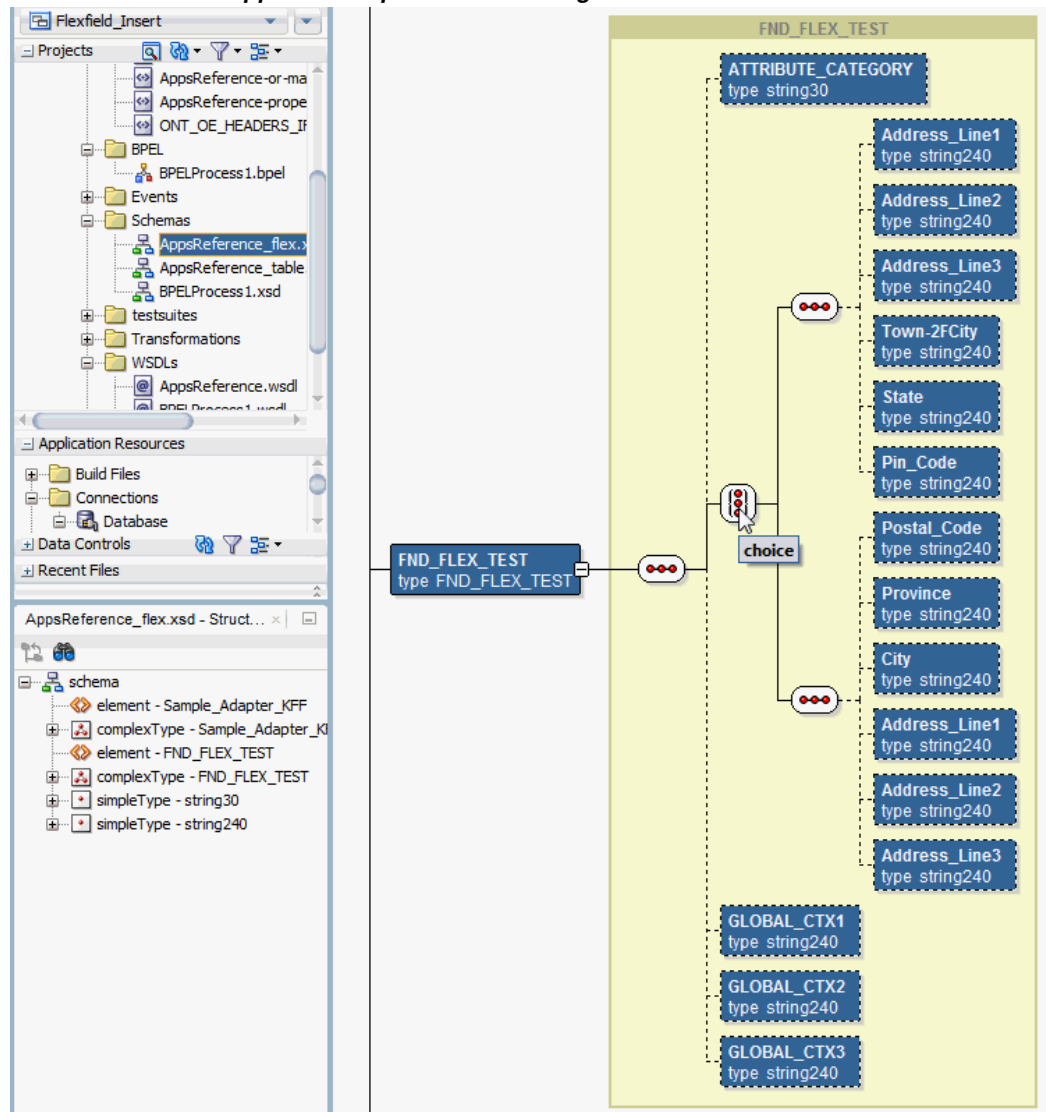 Flexfield_Insert
Projects
AppsReference-or-ma
AppsReference-prope
ONT_OE_HEADERS_IF
BPEL
BPELProcess1.bpel
Events
Schemas
AppsReference_flex.x
AppsReference_table
BPELProcess1.xsd
testsuites
Transformations
WSDLs
AppsReference.wsdl
BPELProcess1.wsdl
Application Resources
Build Files
Connections
Database
Data Controls
Recent Files
AppsReference_flex.xsd - Struct...
schema
element - Sample_Adapter_KFF
complexType - Sample_Adapter_Kl
element - FND_FLEX_TEST
complexType - FND_FLEX_TEST
simpleType - string30
simpleType - string240
FND_FLEX_TEST
type FND_FLEX_TEST
FND_FLEX_TEST
ATTRIBUTE_CATEGORY
type string30
choice
Address_Line1
type string240
Address_Line2
type string240
Address_Line3
type string240
Town-2FCity
type string240
State
type string240
Pin_Code
type string240
Postal_Code
type string240
Province
type string240
City
type string240
Address_Line1
type string240
Address_Line2
type string240
Address_Line3
type string240
GLOBAL_CTX1
type string240
GLOBAL_CTX2
type string240
GLOBAL_CTX3
type string240